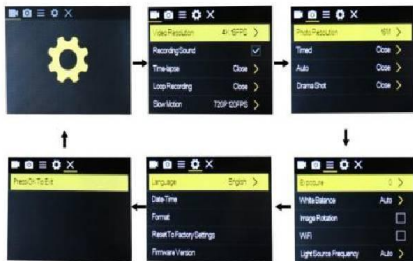 Video Resolution 4K 15FPS >
Recording Sound
Time-lapse Close >
Loop Recording Close >
Slow Motion 720P 120FPS >
Photo Resolution 16M >
Timed Close >
Auto Close >
Drama Shot Close >
Exposure 0 >
White Balance Auto >
Image Rotation
WiFi
Light Source Frequency Auto >
Language English >
Date-Time
Format
Reset To Factory Settings
Firmware Version
Press OK To Exit